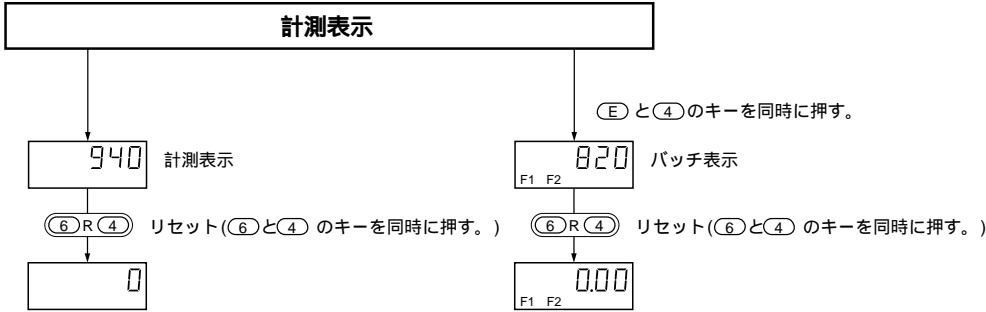 計測表示
Eと4のキーを同時に押す。
940 計測表示
820 バッチ表示
F1 F2
6R4 リセット(6と4 のキーを同時に押す。)
6R4 リセット(6と4 のキーを同時に押す。)
0
0.00
F1 F2